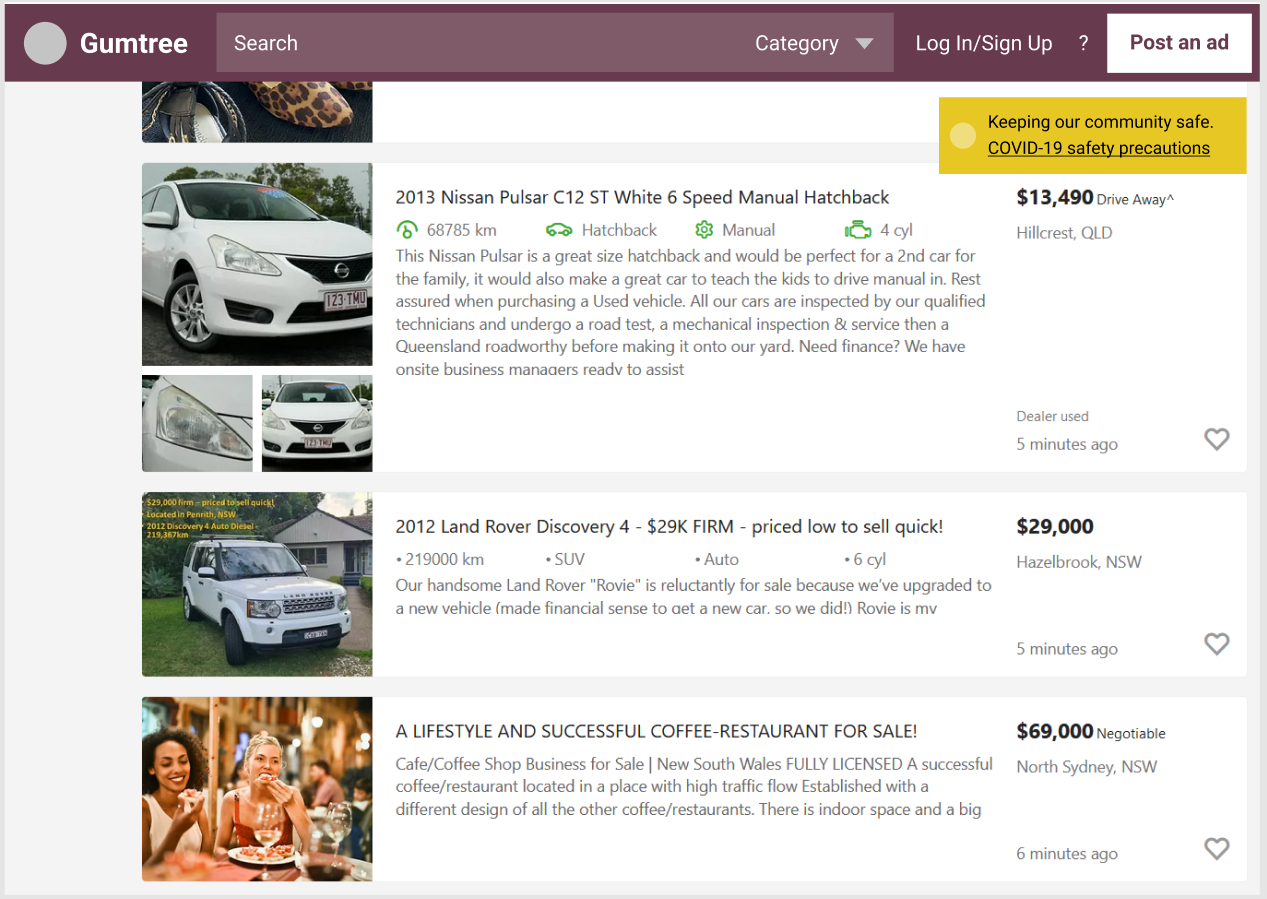 Gumtree
Search
Category
Log In/Sign Up
?
Post an ad
Keeping our community safe.
COVID-19 safety precautions
2013 Nissan Pulsar C12 ST White 6 Speed Manual Hatchback
$13,490 Drive Away^
68785 km
Hatchback
Manual
4 cyl
Hillcrest, QLD
This Nissan Pulsar is a great size hatchback and would be perfect for a 2nd car for
the family, it would also make a great car to teach the kids to drive manual in. Rest
assured when purchasing a Used vehicle. All our cars are inspected by our qualified
technicians and undergo a road test, a mechanical inspection & service then a
Queensland roadworthy before making it onto our yard. Need finance? We have
onsite business managers ready to assist
123·TMU
123·TMU
Dealer used
5 minutes ago
$29,000 firm – priced to sell quick!
Located in Penrith, NSW
2012 Discovery 4 Auto Diesel -
219,367km
LAND ROVER
2012 Land Rover Discovery 4 - $29K FIRM - priced low to sell quick!
$29,000
• 219000 km
• SUV
• Auto
• 6 cyl
Hazelbrook, NSW
Our handsome Land Rover "Rovie" is reluctantly for sale because we've upgraded to
a new vehicle (made financial sense to get a new car, so we did!) Rovie is my
5 minutes ago
A LIFESTYLE AND SUCCESSFUL COFFEE-RESTAURANT FOR SALE!
$69,000 Negotiable
North Sydney, NSW
Cafe/Coffee Shop Business for Sale | New South Wales FULLY LICENSED A successful
coffee/restaurant located in a place with high traffic flow Established with a
different design of all the other coffee/restaurants. There is indoor space and a big
6 minutes ago